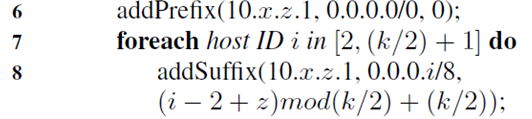 6 addPrefix(10.x.z.1, 0.0.0.0/0, 0);
7 foreach host ID i in [2, (k/2) + 1] do
8 addSuffix(10.x.z.1, 0.0.0.i/8,
(i − 2 + z)mod(k/2) + (k/2));